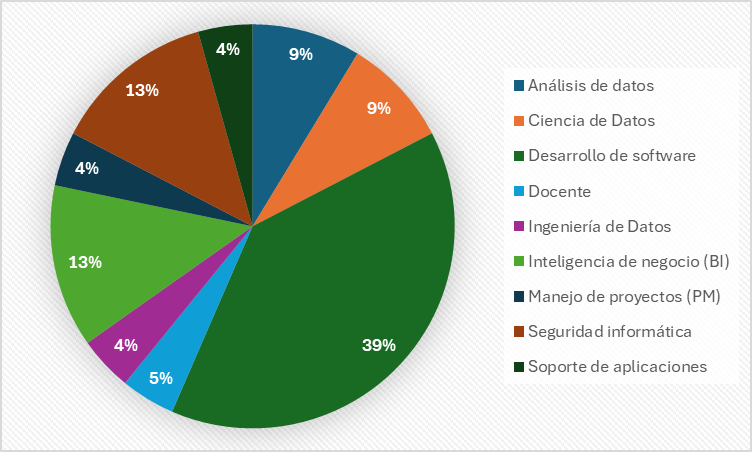 4%
9%
13%
9%
4%
13%
4%
5%
39%
Análisis de datos
Ciencia de Datos
Desarrollo de software
Docente
Ingeniería de Datos
Inteligencia de negocio (BI)
Manejo de proyectos (PM)
Seguridad informática
Soporte de aplicaciones